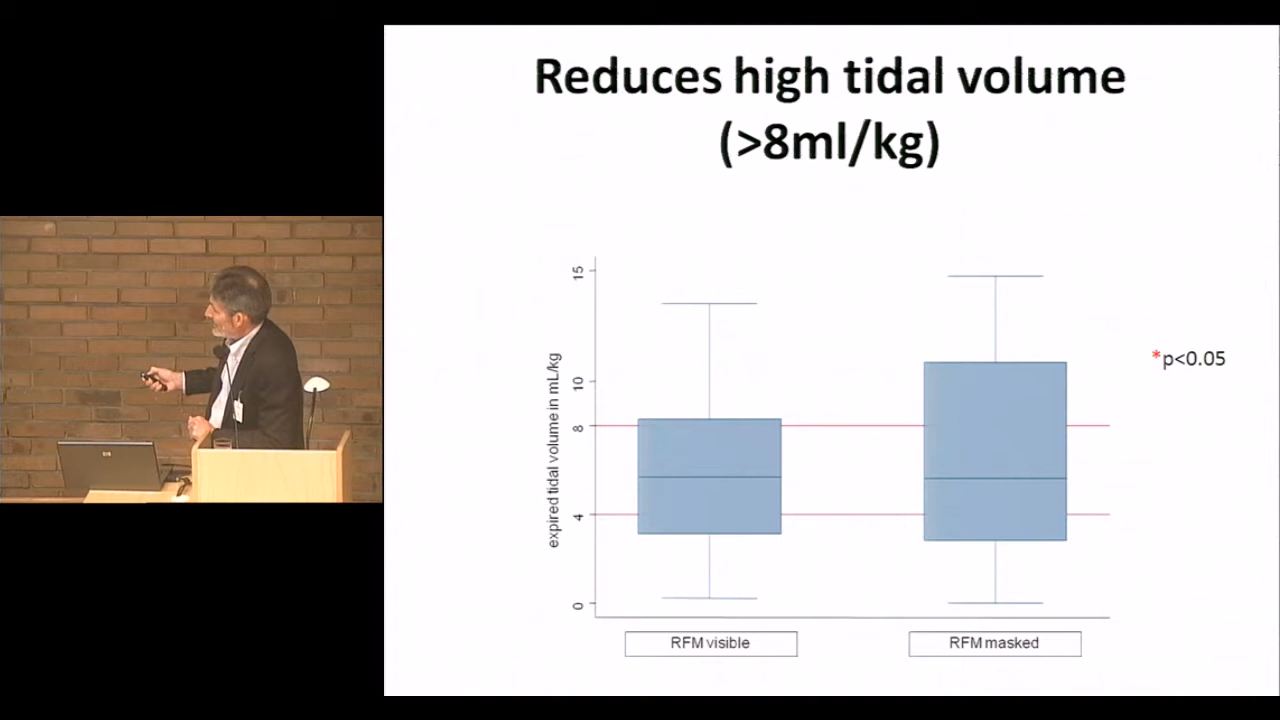 Reduces high tidal volume
(>8ml/kg)
expired tidal volume in mL/kg
15
10
8
4
0
*p<0.05
RFM visible
RFM masked